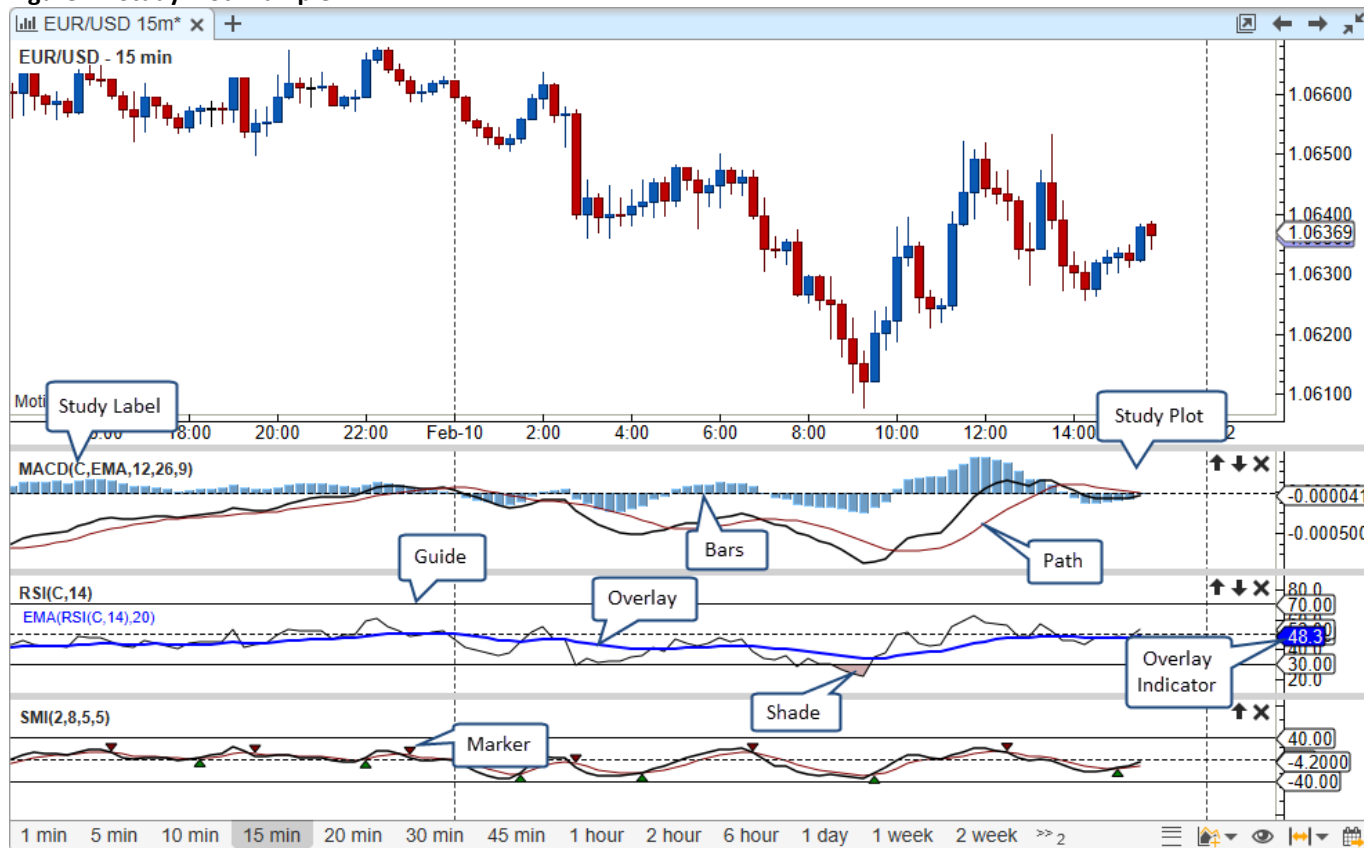 EUR/USD 15m*
EUR/USD - 15 min
1.06600
1.06500
1.06400
1.06369
1.06300
1.06200
1.06100
Study Label
18:00
20:00
22:00
Feb-10
2:00
4:00
6:00
8:00
10:00
12:00
14:00
2
Study Plot
MACD(C,EMA,12,26,9)
-0.000041
-0.000500
Guide
Bars
Path
RSI(C,14)
EMA(RSI(C,14),20)
Overlay
80.0
70.00
48.3
40.0
30.00
20.0
Overlay
Indicator
Shade
SMI(2,8,5,5)
Marker
40.00
-4.2000
-40.00
1 min 5 min 10 min 15 min 20 min 30 min 45 min 1 hour 2 hour 6 hour 1 day 1 week 2 week >> 2